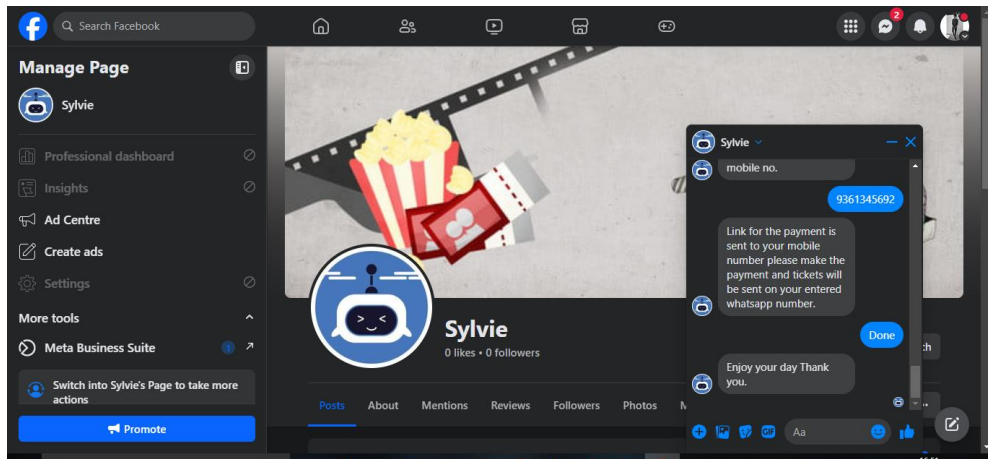 Search Facebook
2
Manage Page
Sylvie
Professional dashboard
Insights
Ad Centre
Create ads
Settings
More tools
Meta Business Suite
1
Switch into Sylvie's Page to take more
actions
Promote
Sylvie
0 likes • 0 followers
Posts
About
Mentions
Reviews
Followers
Photos
Sylvie
mobile no.
9361345692
Link for the payment is
sent to your mobile
number please make the
payment and tickets will
be sent on your entered
whatsapp number.
Done
Enjoy your day Thank
you.
GIF
Aa